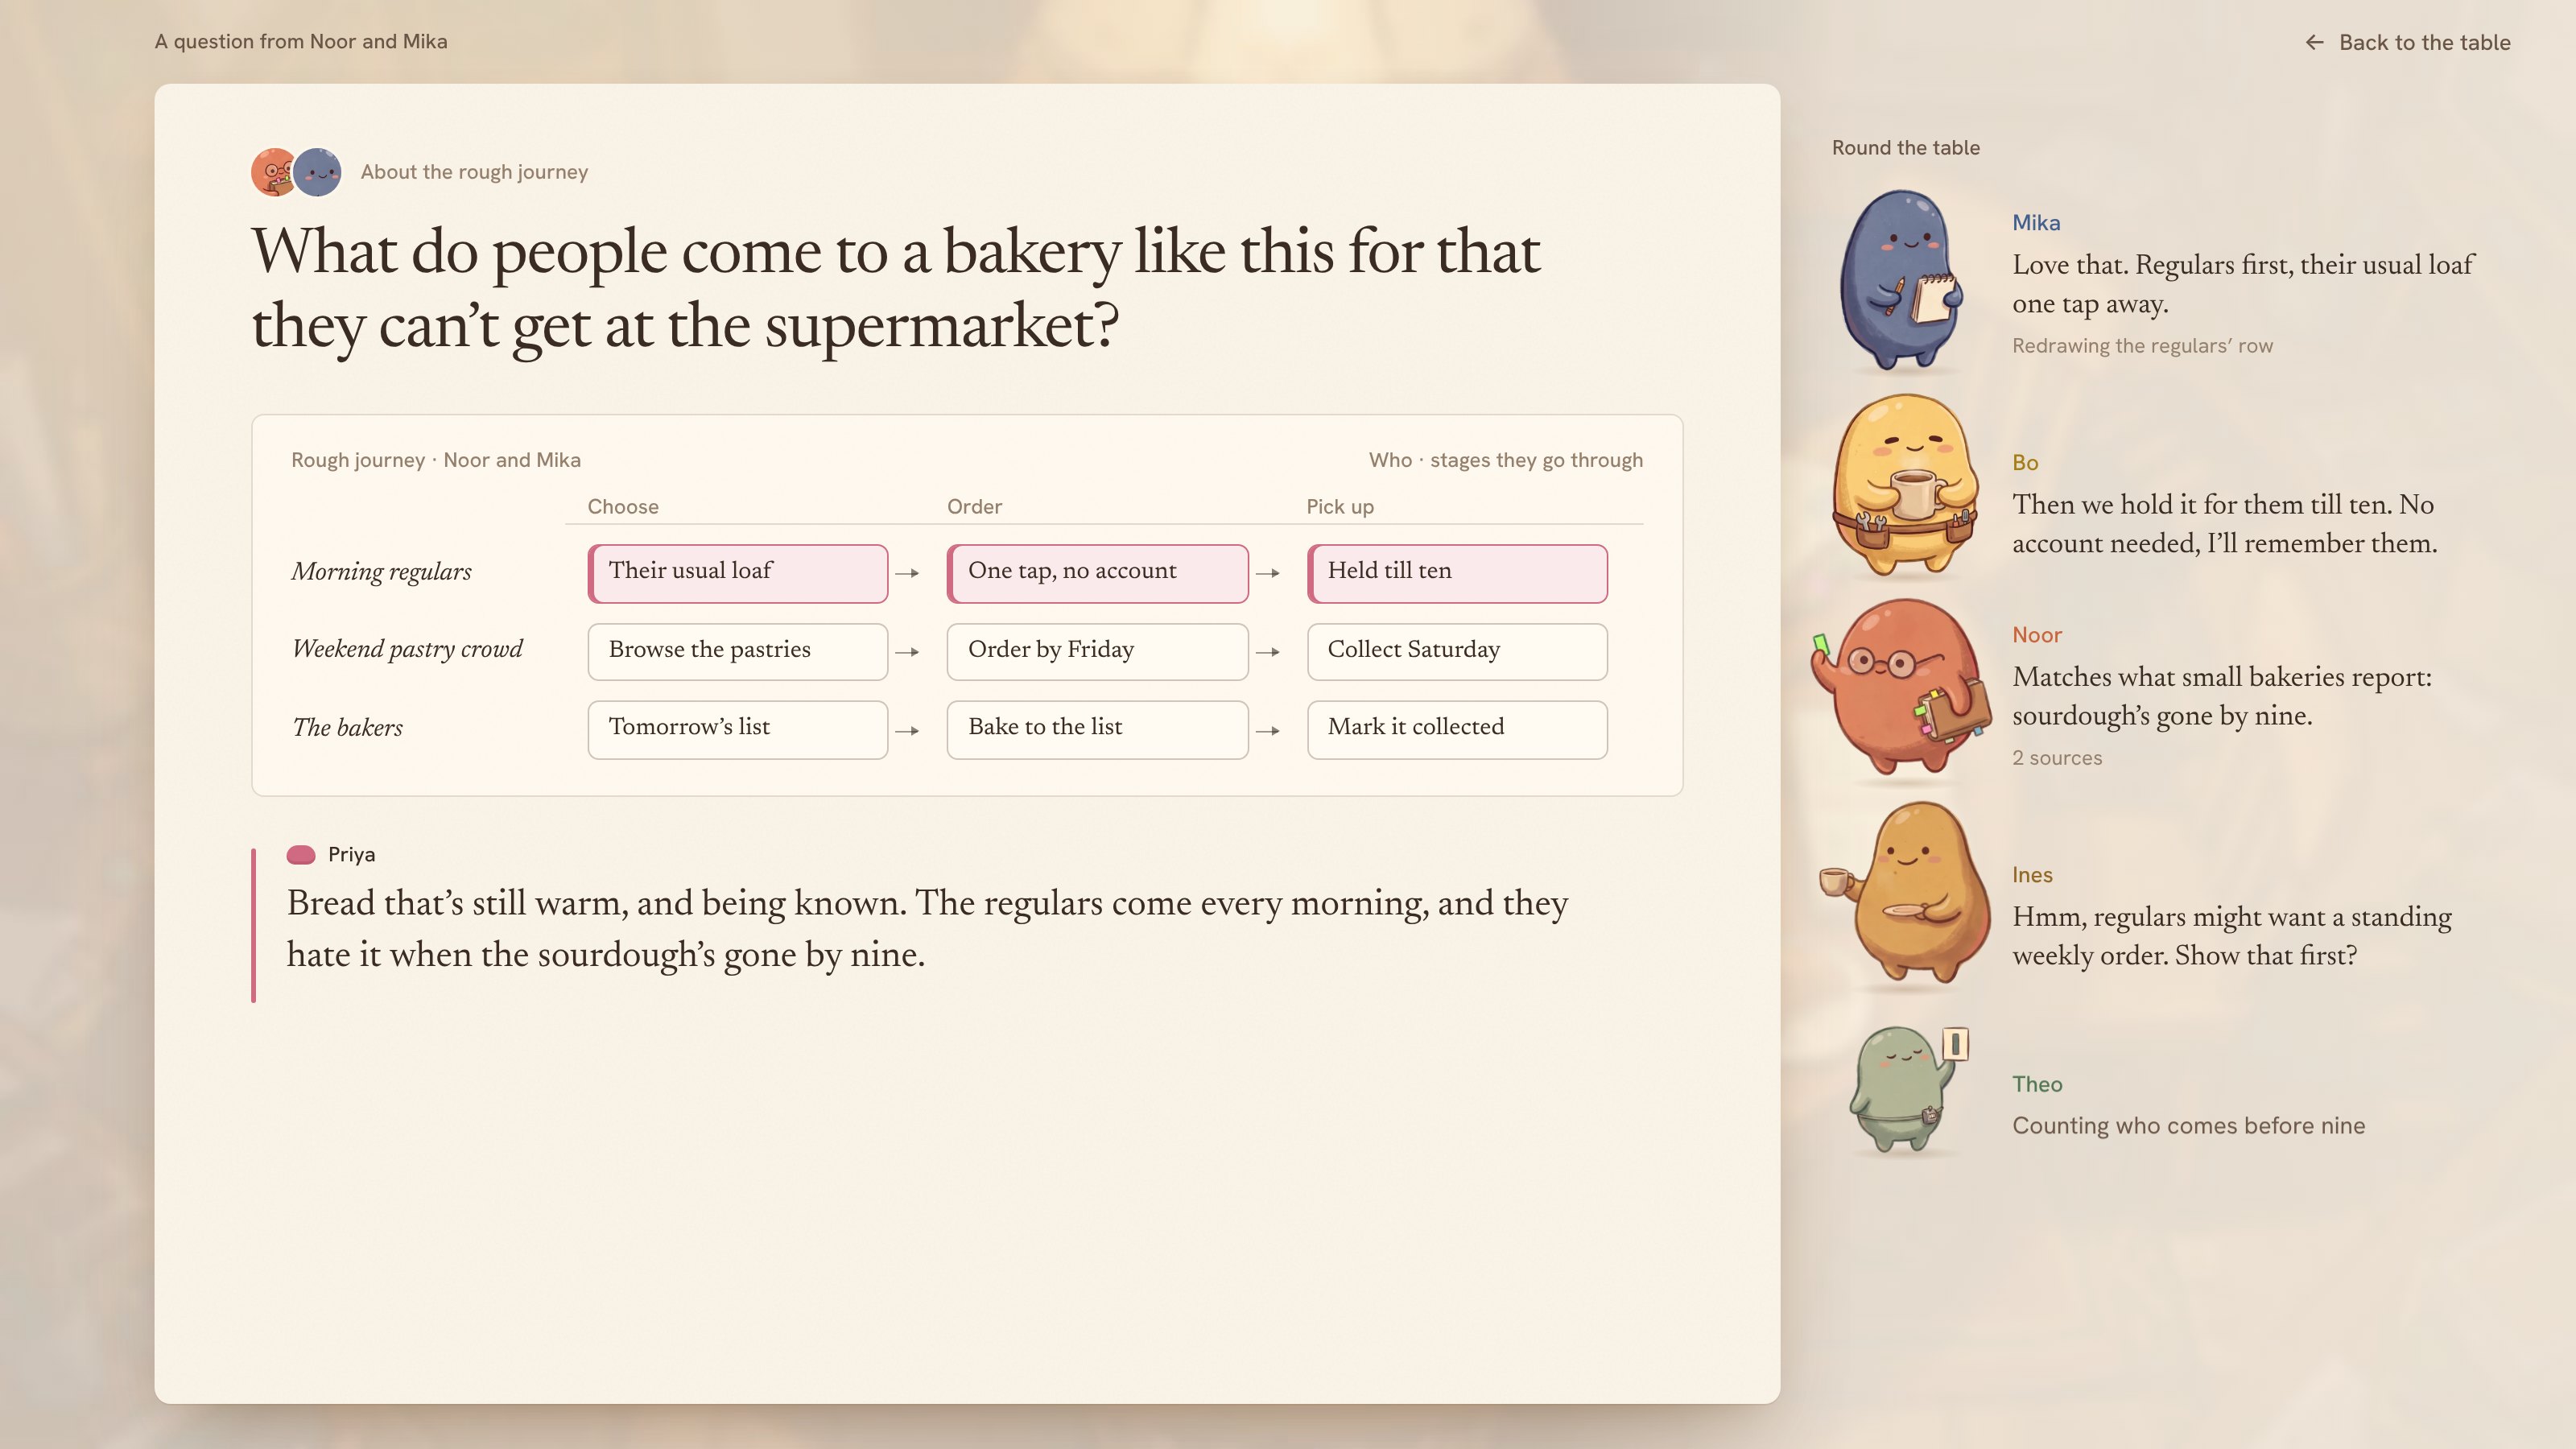 A question from Noor and Mika
← Back to the table
About the rough journey
What do people come to a bakery like this for that
they can’t get at the supermarket?
Rough journey · Noor and Mika
Who · stages they go through
Choose
Order
Pick up
Morning regulars
Their usual loaf
One tap, no account
Held till ten
Weekend pastry crowd
Browse the pastries
Order by Friday
Collect Saturday
The bakers
Tomorrow’s list
Bake to the list
Mark it collected
Priya
Bread that’s still warm, and being known. The regulars come every morning, and they
hate it when the sourdough’s gone by nine.
Round the table
Mika
Love that. Regulars first, their usual loaf
one tap away.
Redrawing the regulars’ row
Bo
Then we hold it for them till ten. No
account needed, I’ll remember them.
Noor
Matches what small bakeries report:
sourdough’s gone by nine.
2 sources
Ines
Hmm, regulars might want a standing
weekly order. Show that first?
Theo
Counting who comes before nine